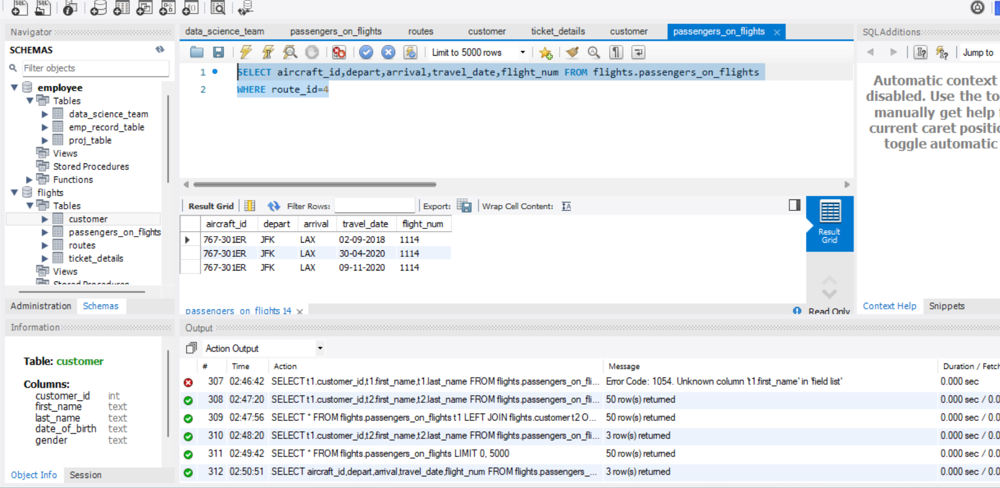 Navigator
SCHEMAS
Filter objects
employee
Tables
data_science_team
emp_record_table
proj_table
Views
Stored Procedures
Functions
flights
Tables
customer
passengers_on_flights
routes
ticket_details
Views
Stored Procedures
Administration Schemas
Information
Table: customer
Columns:
customer_id int
first_name text
last_name text
date_of_birth text
gender text
Object Info Session
data_science_team passengers_on_flights routes customer ticket_details customer passengers_on_flights
Limit to 5000 rows
1 SELECT aircraft_id,depart,arrival,travel_date,flight_num FROM flights.passengers_on_flights
2 WHERE route_id=4
Result Grid Filter Rows: Export: Wrap Cell Content:
aircraft_id depart arrival travel_date flight_num
767-301ER JFK LAX 02-09-2018 1114
767-301ER JFK LAX 30-04-2020 1114
767-301ER JFK LAX 09-11-2020 1114
Result
Grid
passengers_on_flights 14
Read Only
SQLAdditions
Jump to
Automatic context
disabled. Use the to
manually get help
current caret positi
toggle automatic
Context Help Snippets
Output
Action Output
# Time Action Message Duration / Fetch
307 02:46:42 SELECT t1.customer_id,t1.first_name,t1.last_name FROM flights.passengers_on_fli... Error Code: 1054. Unknown column 't1.first_name' in 'field list' 0.000 sec
308 02:47:20 SELECT t1.customer_id,t2.first_name,t2.last_name FROM flights.passengers_on_fli... 50 row(s) returned 0.000 sec / 0.0
309 02:47:56 SELECT * FROM flights.passengers_on_flights t1 LEFT JOIN flights.customer t2 O... 50 row(s) returned 0.000 sec / 0.0
310 02:48:20 SELECT t1.customer_id,t2.first_name,t2.last_name FROM flights.passengers_on_fli... 3 row(s) returned 0.000 sec / 0.0
311 02:49:42 SELECT * FROM flights.passengers_on_flights LIMIT 0, 5000 50 row(s) returned 0.000 sec / 0.0
312 02:50:51 SELECT aircraft_id,depart,arrival,travel_date,flight_num FROM flights.passengers_... 3 row(s) returned 0.000 sec / 0.0